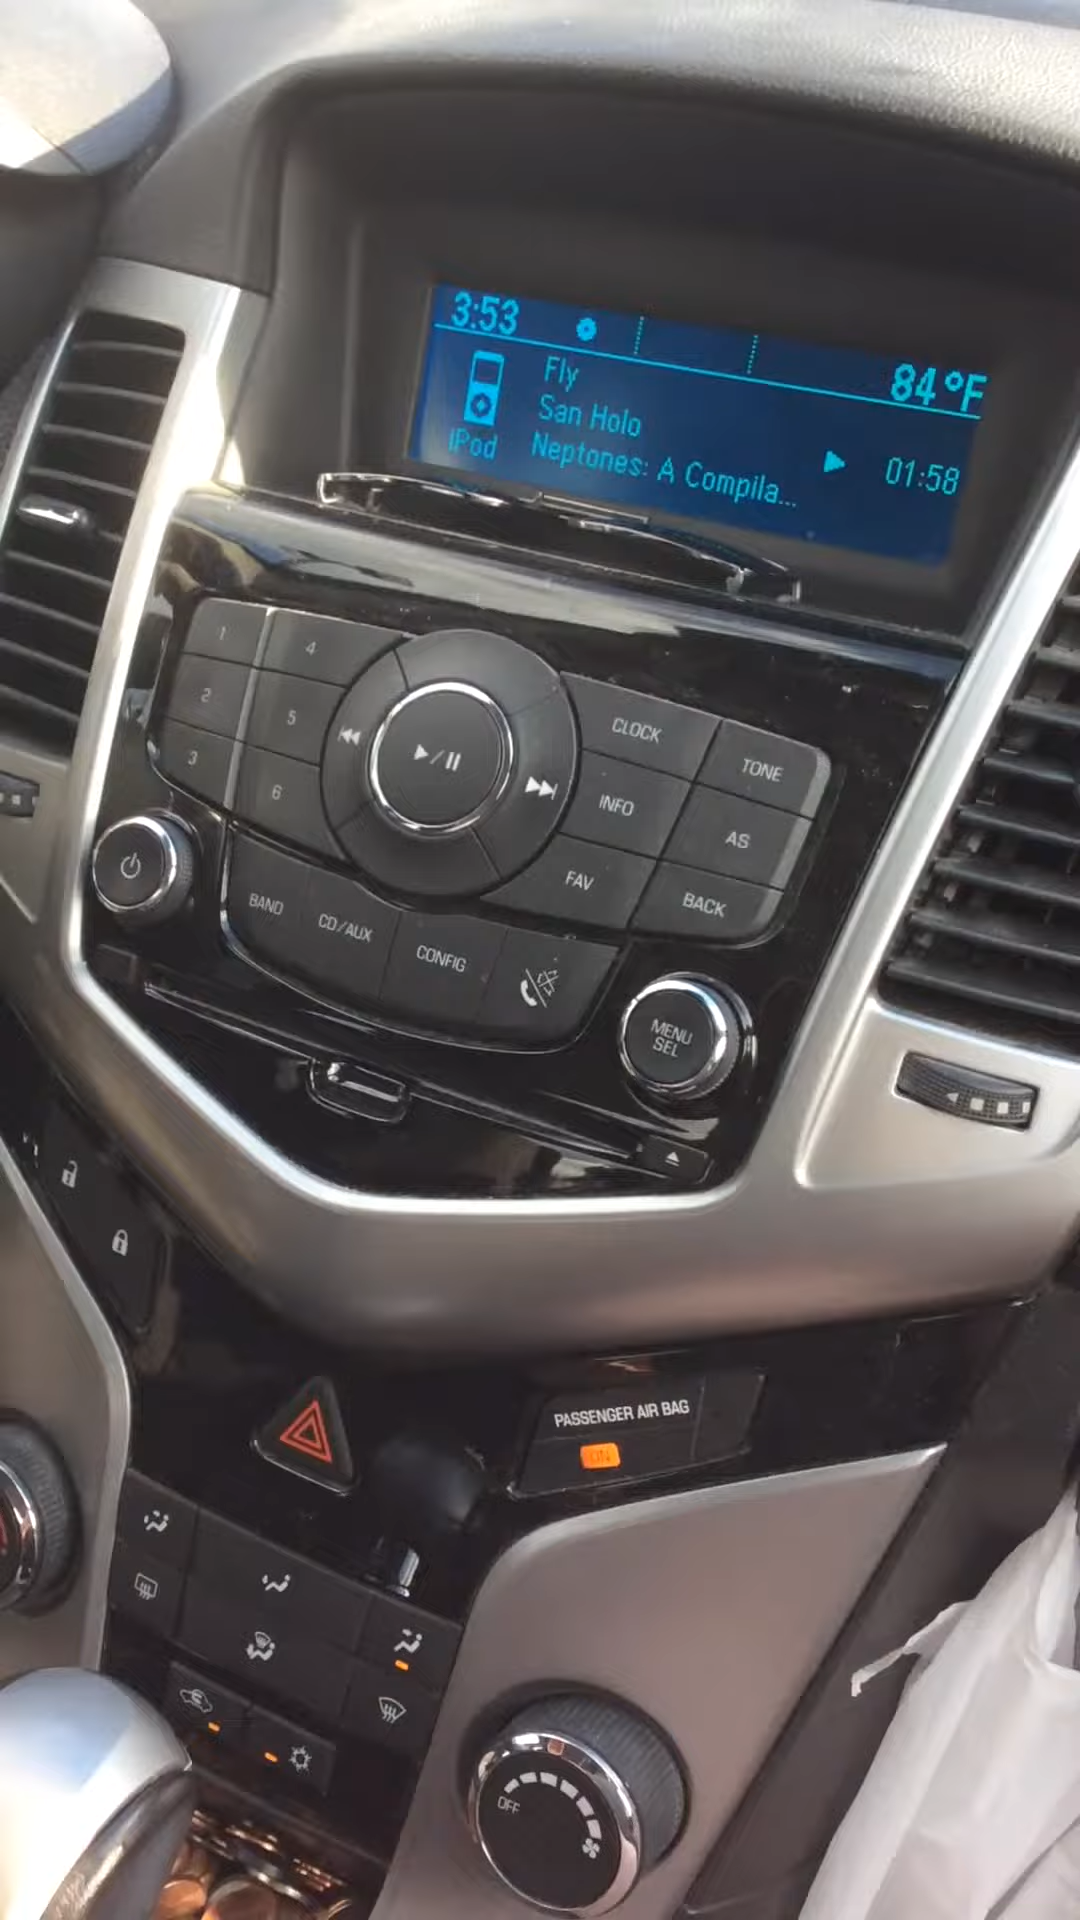 3:53
84°F
Fly
San Holo
Neptones: A Compila...
iPod
01:58
1
4
2
5
3
6
CLOCK
TONE
INFO
AS
FAV
BACK
BAND
CD/AUX
CONFIG
MENU
SEL
PASSENGER AIR BAG
ON
OFF